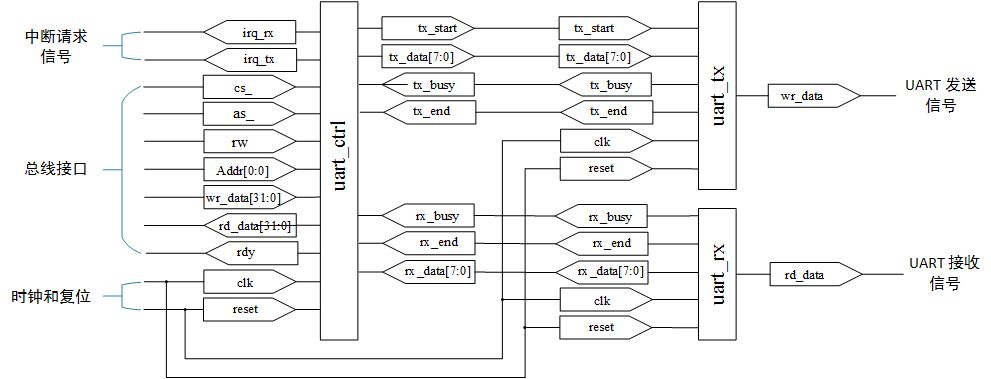 中断请求
信号
总线接口
时钟和复位
irq_rx
irq_tx
cs_
as_
rw
Addr[0:0]
wr_data[31:0]
rd_data[31:0]
rdy
clk
reset
uart_ctrl
tx_start
tx_data[7:0]
tx_busy
tx_end
rx_busy
rx_end
rx_data[7:0]
tx_start
tx_data[7:0]
tx_busy
tx_end
clk
reset
rx_busy
rx_end
rx_data[7:0]
clk
reset
uart_tx
uart_rx
wr_data
rd_data
UART 发送
信号
UART 接收
信号